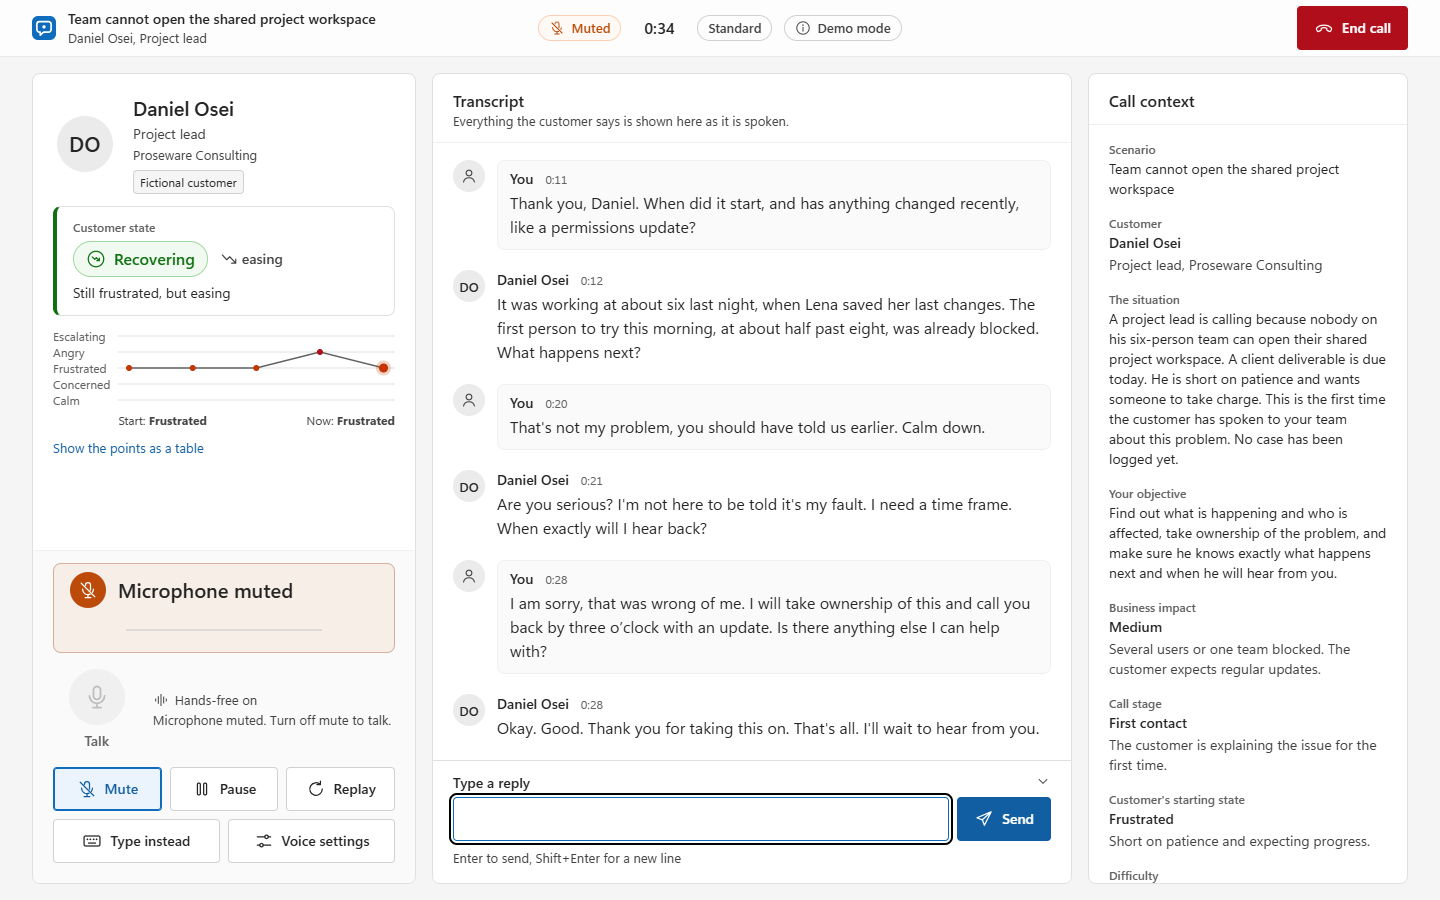 Team cannot open the shared project workspace
Daniel Osei, Project lead
Muted
0:34
Standard
Demo mode
End call
DO
Daniel Osei
Project lead
Proseware Consulting
Fictional customer
Customer state
Recovering
easing
Still frustrated, but easing
Escalating
Angry
Frustrated
Concerned
Calm
Start: Frustrated
Now: Frustrated
Show the points as a table
Microphone muted
Talk
Hands-free on
Microphone muted. Turn off mute to talk.
Mute
Pause
Replay
Type instead
Voice settings
Transcript
Everything the customer says is shown here as it is spoken.
You 0:11
Thank you, Daniel. When did it start, and has anything changed recently,
like a permissions update?
DO
Daniel Osei 0:12
It was working at about six last night, when Lena saved her last changes. The
first person to try this morning, at about half past eight, was already blocked.
What happens next?
You 0:20
That's not my problem, you should have told us earlier. Calm down.
DO
Daniel Osei 0:21
Are you serious? I'm not here to be told it's my fault. I need a time frame.
When exactly will I hear back?
You 0:28
I am sorry, that was wrong of me. I will take ownership of this and call you
back by three o’clock with an update. Is there anything else I can help
with?
DO
Daniel Osei 0:28
Okay. Good. Thank you for taking this on. That's all. I'll wait to hear from you.
Type a reply
Send
Enter to send, Shift+Enter for a new line
Call context
Scenario
Team cannot open the shared project
workspace
Customer
Daniel Osei
Project lead, Proseware Consulting
The situation
A project lead is calling because nobody on
his six-person team can open their shared
project workspace. A client deliverable is due
today. He is short on patience and wants
someone to take charge. This is the first time
the customer has spoken to your team
about this problem. No case has been
logged yet.
Your objective
Find out what is happening and who is
affected, take ownership of the problem, and
make sure he knows exactly what happens
next and when he will hear from you.
Business impact
Medium
Several users or one team blocked. The
customer expects regular updates.
Call stage
First contact
The customer is explaining the issue for the
first time.
Customer's starting state
Frustrated
Short on patience and expecting progress.
Difficulty